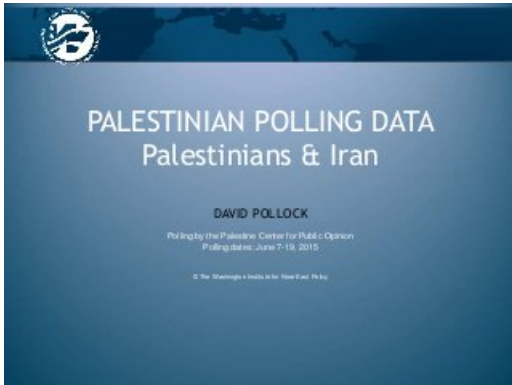 PALESTINIAN POLLING DATA
Palestinians & Iran
DAVID POLLOCK
Polling by the Palestine Center for Public Opinion
Polling dates: June 7-19, 2015
© The Washington Institute for Near East Policy